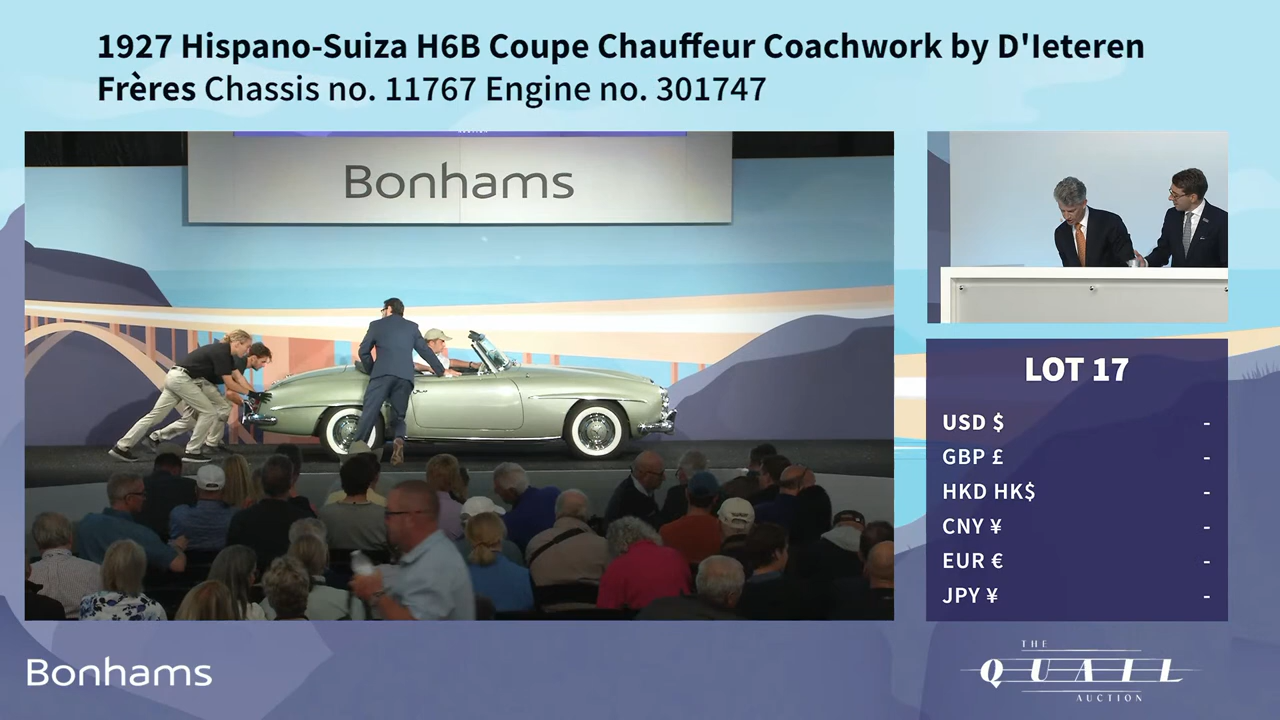 1927 Hispano-Suiza H6B Coupe Chauffeur Coachwork by D'Ieteren
Frères Chassis no. 11767 Engine no. 301747
Bonhams
LOT 17
USD $ -
GBP £ -
HKD HK$ -
CNY ¥ -
EUR € -
JPY ¥ -
Bonhams
THE
QUAIL
AUCTION